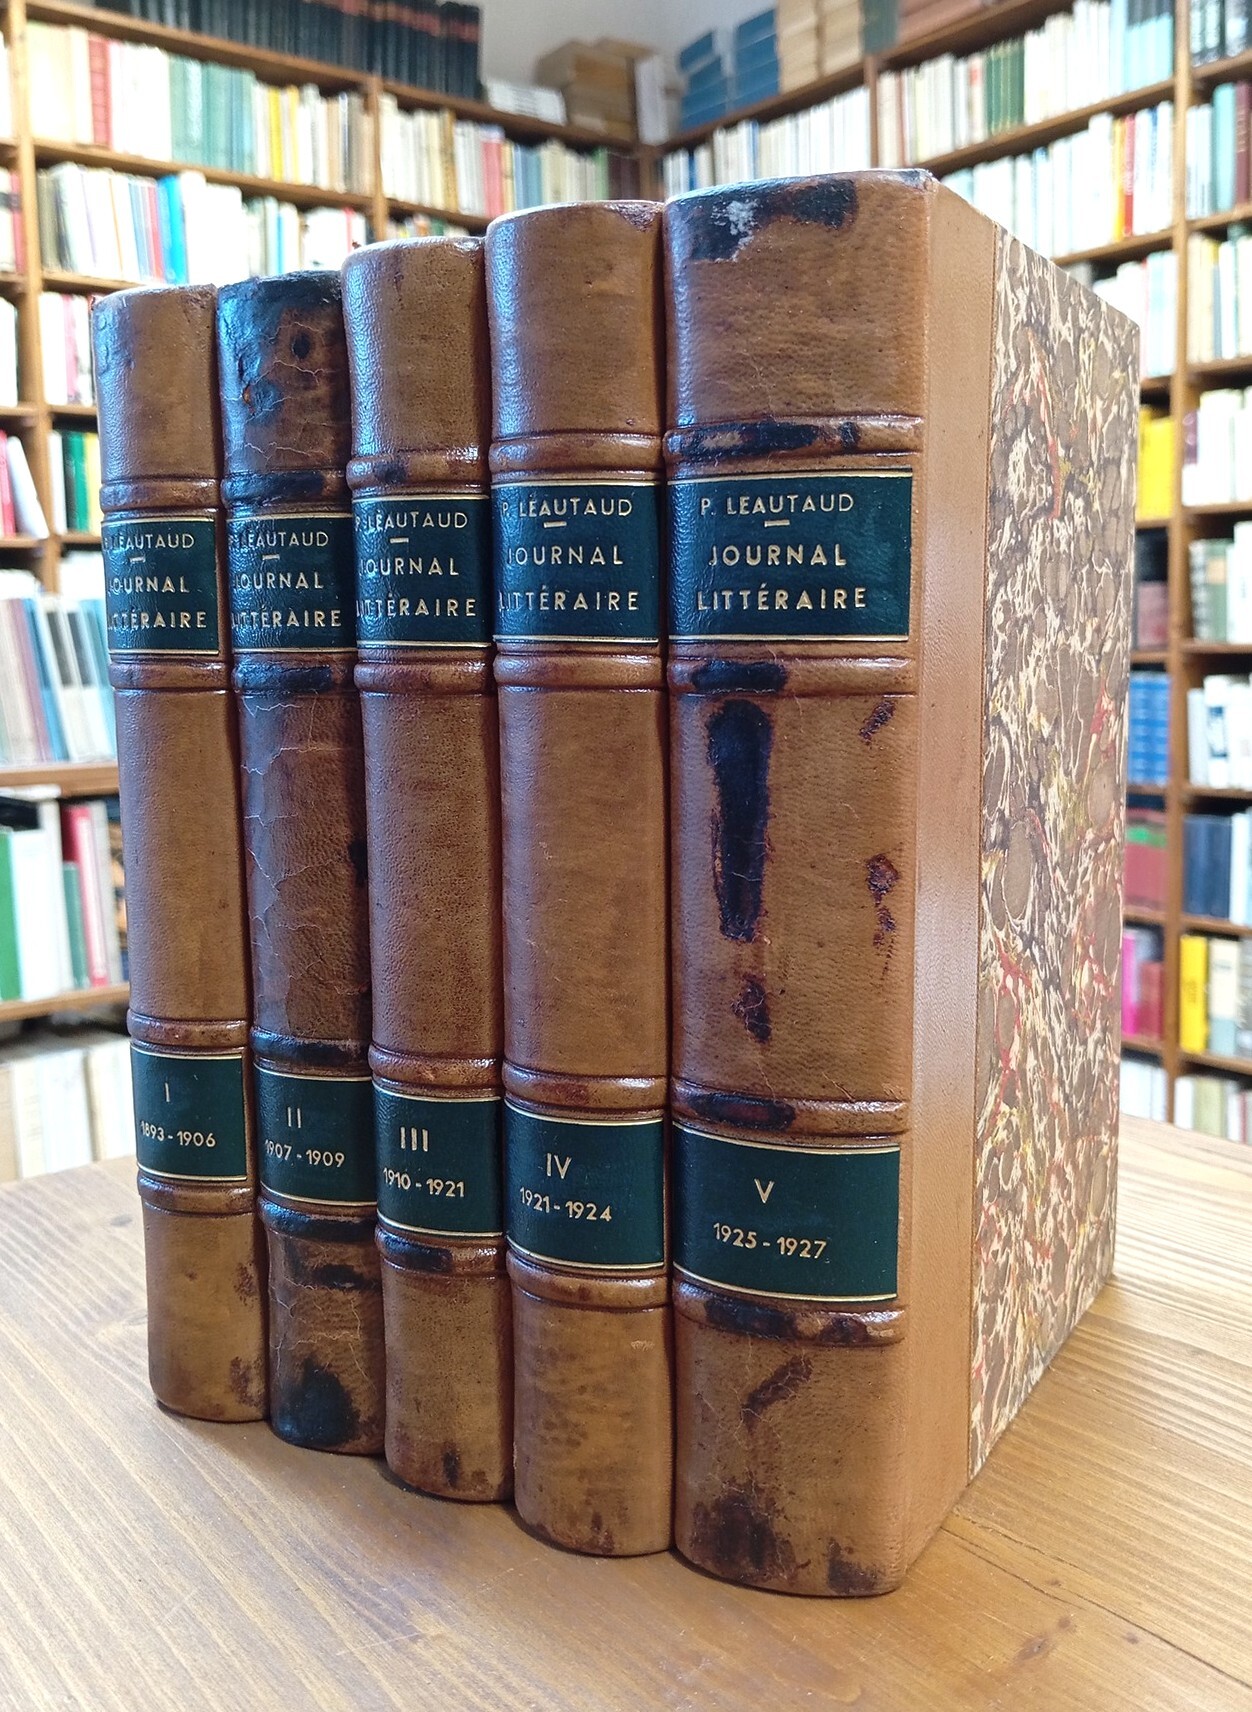 P. LEAUTAUD
JOURNAL
LITTÉRAIRE
I
1893-1906
P. LEAUTAUD
JOURNAL
LITTÉRAIRE
II
1907-1909
P. LEAUTAUD
JOURNAL
LITTÉRAIRE
III
1910-1921
P. LEAUTAUD
JOURNAL
LITTÉRAIRE
IV
1921-1924
P. LEAUTAUD
JOURNAL
LITTÉRAIRE
V
1925-1927